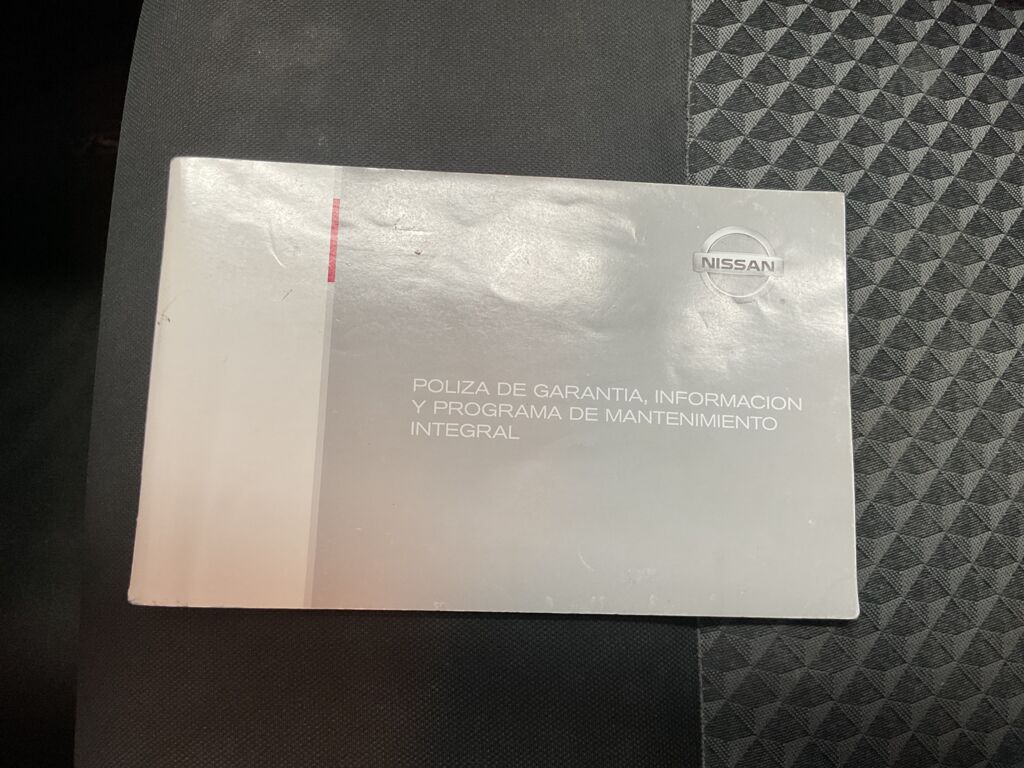 NISSAN
POLIZA DE GARANTIA, INFORMACION
Y PROGRAMA DE MANTENIMIENTO
INTEGRAL